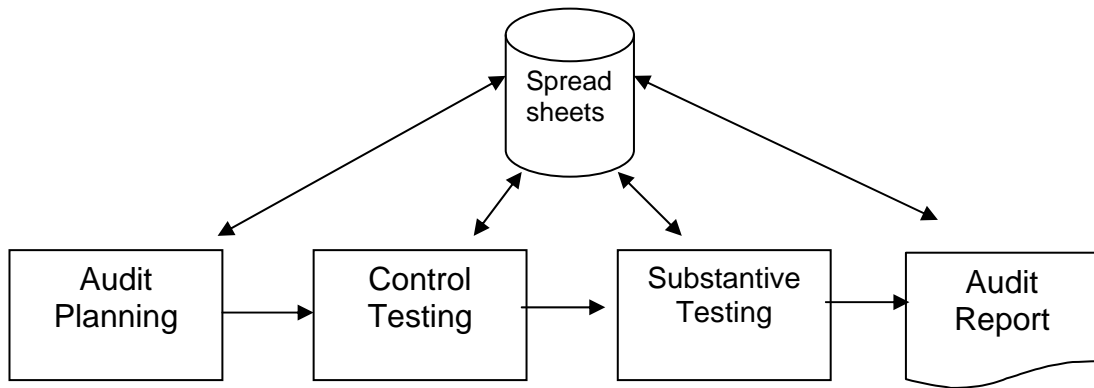 Spread
sheets
Audit
Planning
Control
Testing
Substantive
Testing
Audit
Report